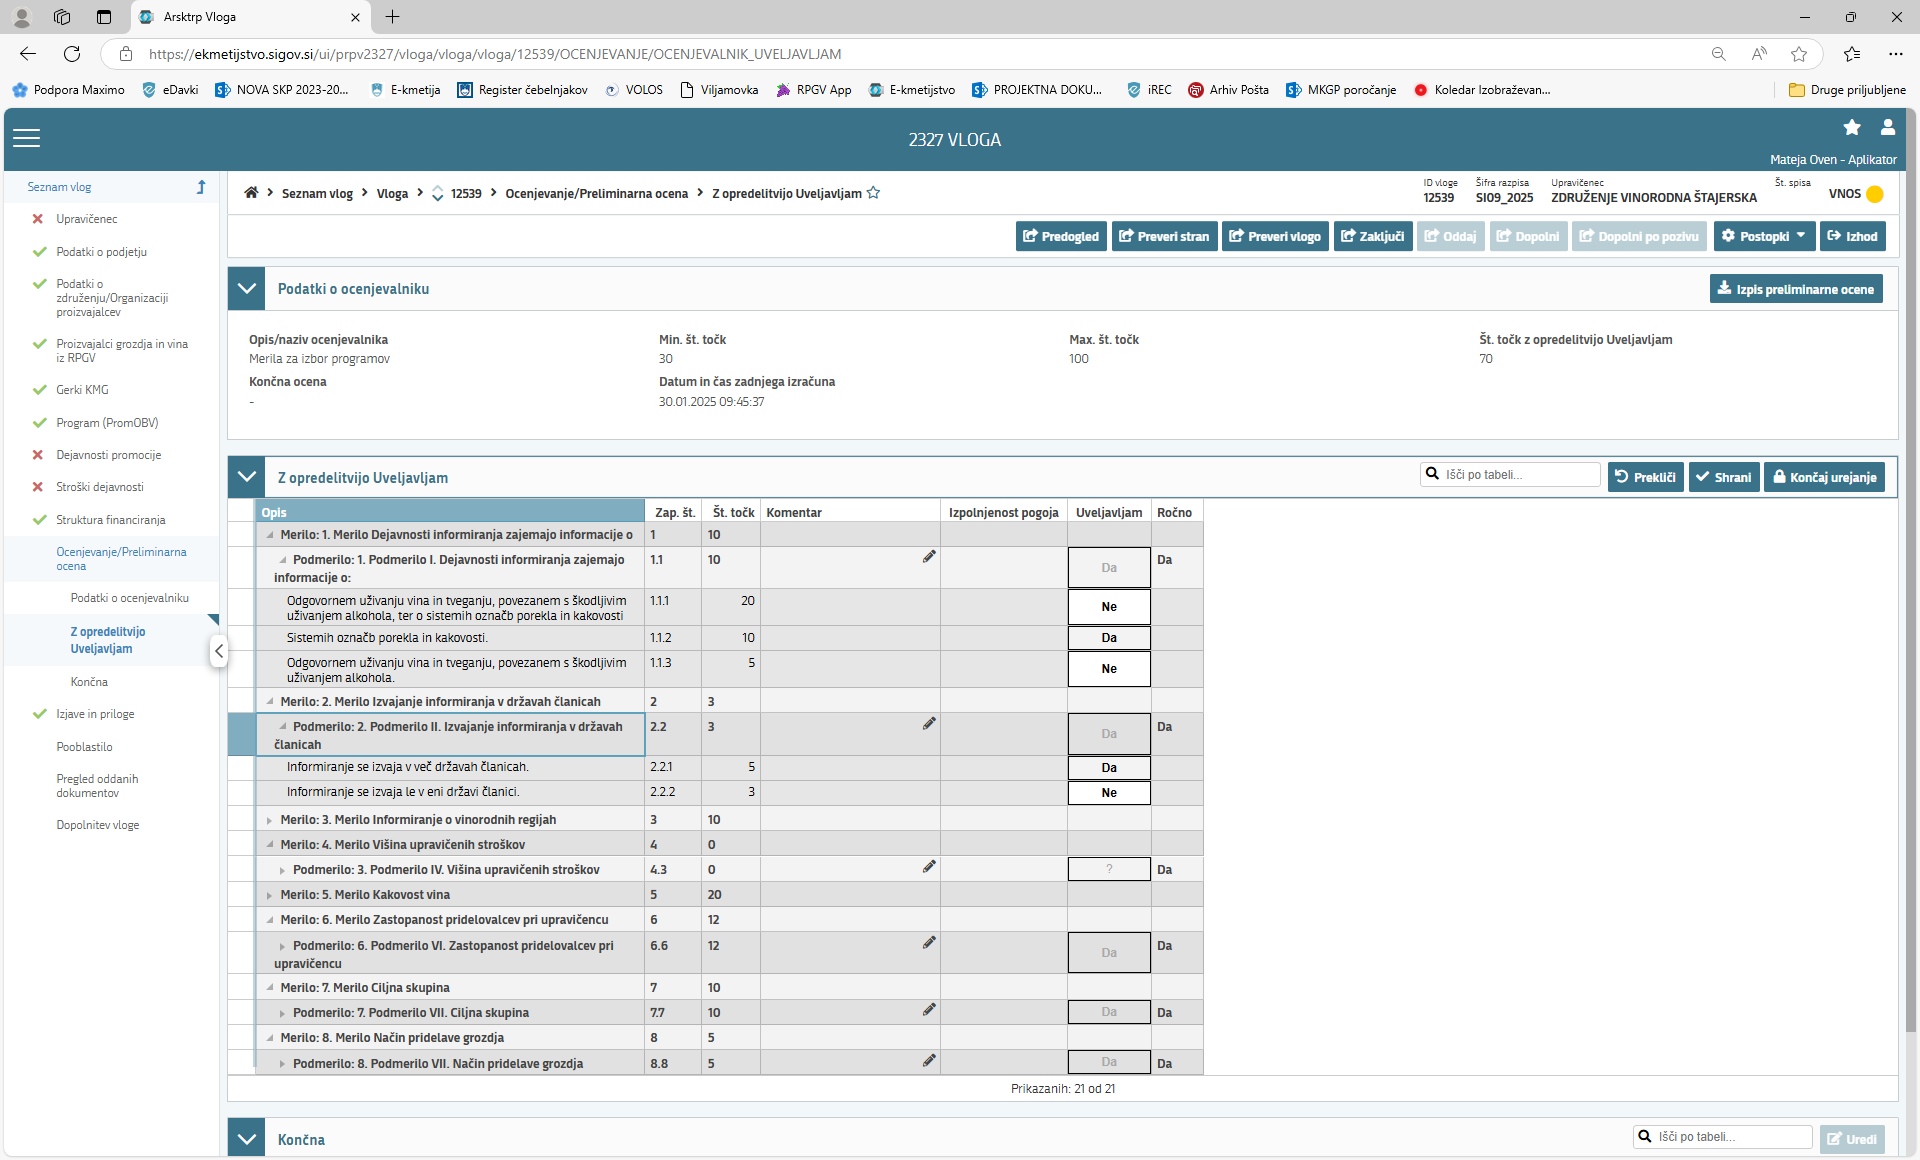 Arsktrp Vloga
https://ekmetijstvo.sigov.si/ui/prpv2327/vloga/vloga/vloga/12539/OCENJEVANJE/OCENJEVALNIK_UVELJAVLJAM
Podpora Maximo eDavki NOVA SKP 2023-20... E-kmetija Register čebelnjakov VOLOS Viljamovka RPGV App E-kmetijstvo PROJEKTNA DOKU... iREC Arhiv Pošta MKGP poročanje Koledar Izobraževan... Druge priljubljene
2327 VLOGA
Mateja Oven - Aplikator
Seznam vlog
Upravičenec
Podatki o podjetju
Podatki o
združenju/Organizaciji
proizvajalcev
Proizvajalci grozdja in vina
iz RPGV
Gerki KMG
Program (PromOBV)
Dejavnosti promocije
Stroški dejavnosti
Struktura financiranja
Ocenjevanje/Preliminarna
ocena
Podatki o ocenjevalniku
Z opredelitvijo
Uveljavljam
Končna
Izjave in priloge
Pooblastilo
Pregled oddanih
dokumentov
Dopolnitev vloge
Seznam vlog Vloga 12539 Ocenjevanje/Preliminarna ocena Z opredelitvijo Uveljavljam
ID vloge Šifra razpisa Upravičenec Št. spisa
12539 SI09_2025 ZDRUŽENJE VINORODNA ŠTAJERSKA VNOS
Predogled Preveri stran Preveri vlogo Zaključi Oddaj Dopolni Dopolni po pozivu Postopki Izhod
Podatki o ocenjevalniku Izpis preliminarne ocene
Opis/naziv ocenjevalnika Min. št. točk Max. št. točk Št. točk z opredelitvijo Uveljavljam
Merila za izbor programov 30 100 70
Končna ocena Datum in čas zadnjega izračuna
- 30.01.2025 09:45:37
Z opredelitvijo Uveljavljam Išči po tabeli... Prekliči Shrani Končaj urejanje
Opis Zap. št. Št. točk Komentar Izpolnjenost pogoja Uveljavljam Ročno
Merilo: 1. Merilo Dejavnosti informiranja zajemajo informacije o 1 10
Podmerilo: 1. Podmerilo I. Dejavnosti informiranja zajemajo 1.1 10 Da Da
informacije o:
Odgovornem uživanju vina in tveganju, povezanem s škodljivim 1.1.1 20 Ne
uživanjem alkohola, ter o sistemih označb porekla in kakovosti
Sistemih označb porekla in kakovosti. 1.1.2 10 Da
Odgovornem uživanju vina in tveganju, povezanem s škodljivim 1.1.3 5 Ne
uživanjem alkohola.
Merilo: 2. Merilo Izvajanje informiranja v državah članicah 2 3
Podmerilo: 2. Podmerilo II. Izvajanje informiranja v državah 2.2 3 Da Da
članicah
Informiranje se izvaja v več državah članicah. 2.2.1 5 Da
Informiranje se izvaja le v eni državi članici. 2.2.2 3 Ne
Merilo: 3. Merilo Informiranje o vinorodnih regijah 3 10
Merilo: 4. Merilo Višina upravičenih stroškov 4 0
Podmerilo: 3. Podmerilo IV. Višina upravičenih stroškov 4.3 0 ? Da
Merilo: 5. Merilo Kakovost vina 5 20
Merilo: 6. Merilo Zastopanost pridelovalcev pri upravičencu 6 12
Podmerilo: 6. Podmerilo VI. Zastopanost pridelovalcev pri 6.6 12 Da Da
upravičencu
Merilo: 7. Merilo Ciljna skupina 7 10
Podmerilo: 7. Podmerilo VII. Ciljna skupina 7.7 10 Da Da
Merilo: 8. Merilo Način pridelave grozdja 8 5
Podmerilo: 8. Podmerilo VII. Način pridelave grozdja 8.8 5 Da Da
Prikazanih: 21 od 21
Končna Išči po tabeli... Uredi